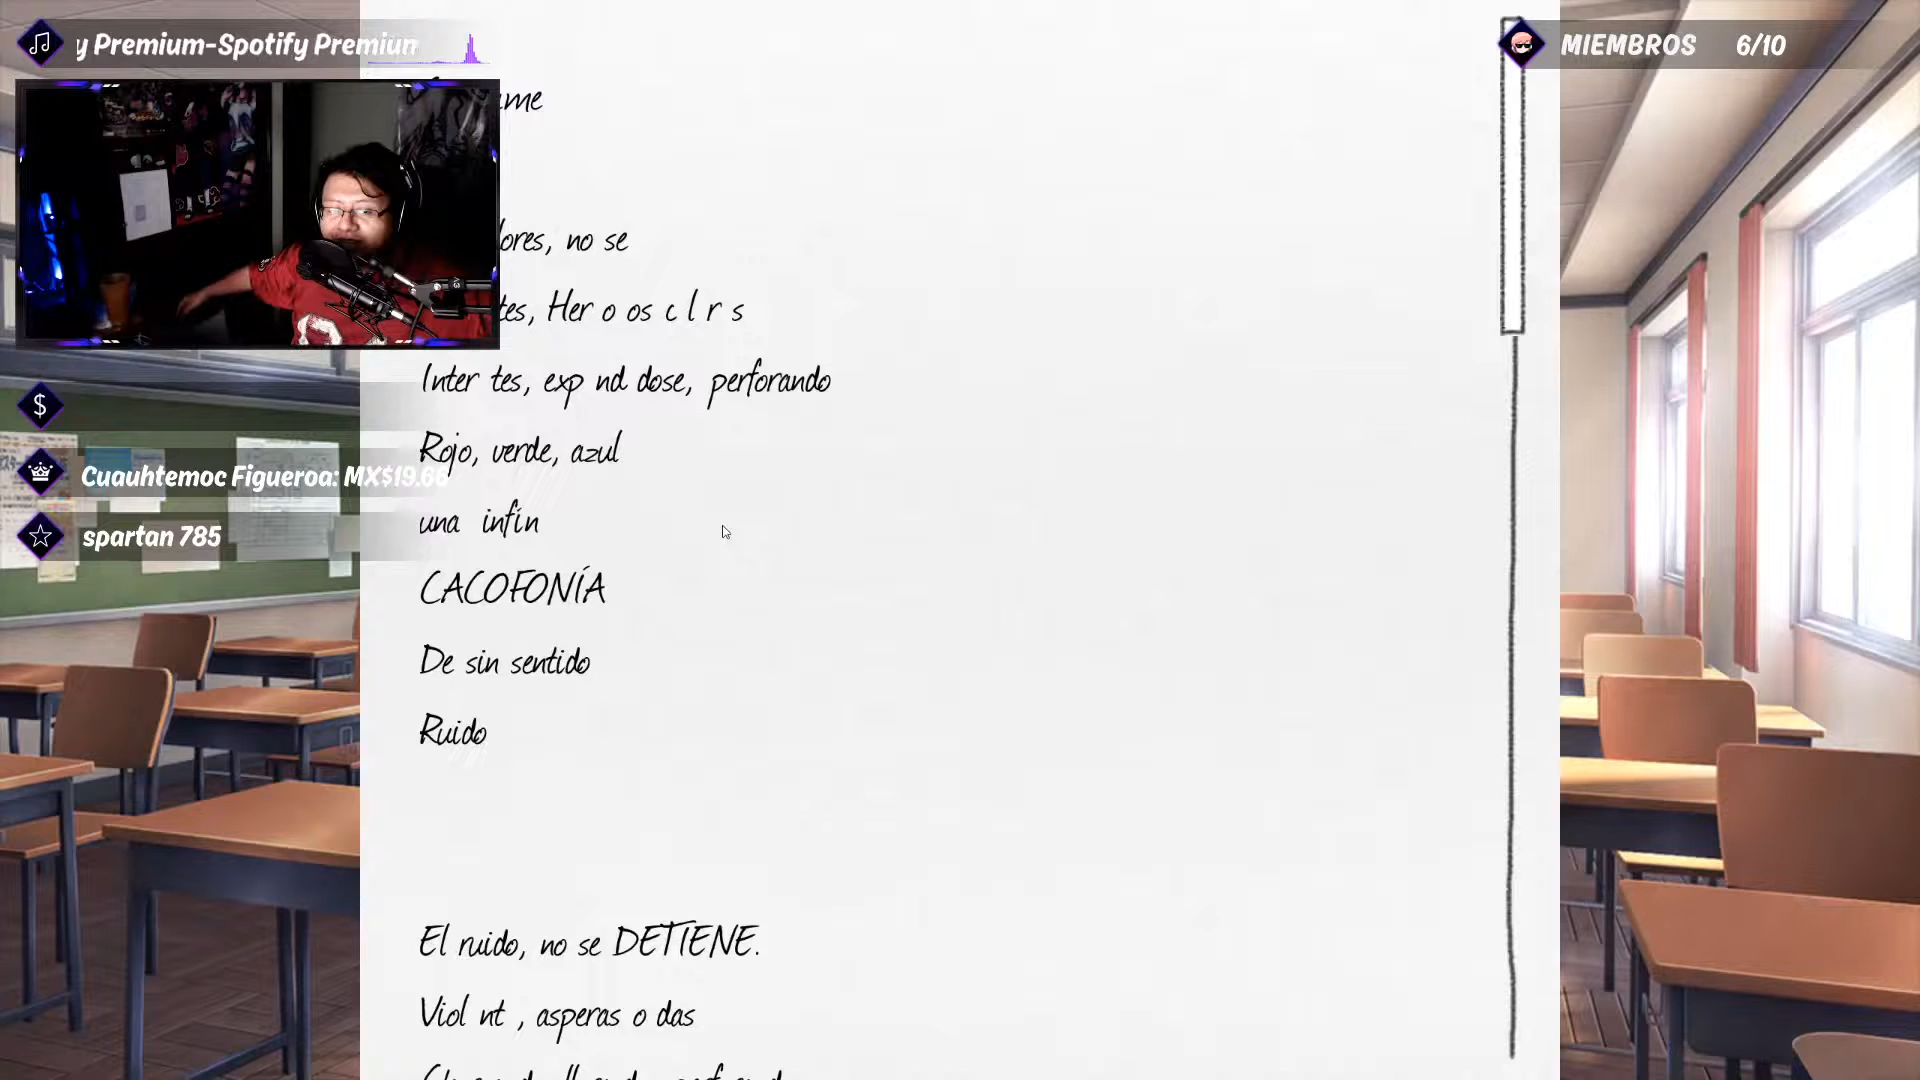 y Premium-Spotify Premiun
MIEMBROS 6/10
ame
lores, no se
tes, Her o os c l r s
Inter tes, exp nd dose, perforando
Rojo, verde, azul
Cuauhtemoc Figueroa: MX$19.66
una infin
spartan 785
CACOFONÍA
De sin sentido
Ruido
El ruido, no se DETIENE.
Viol nt , asperas o das